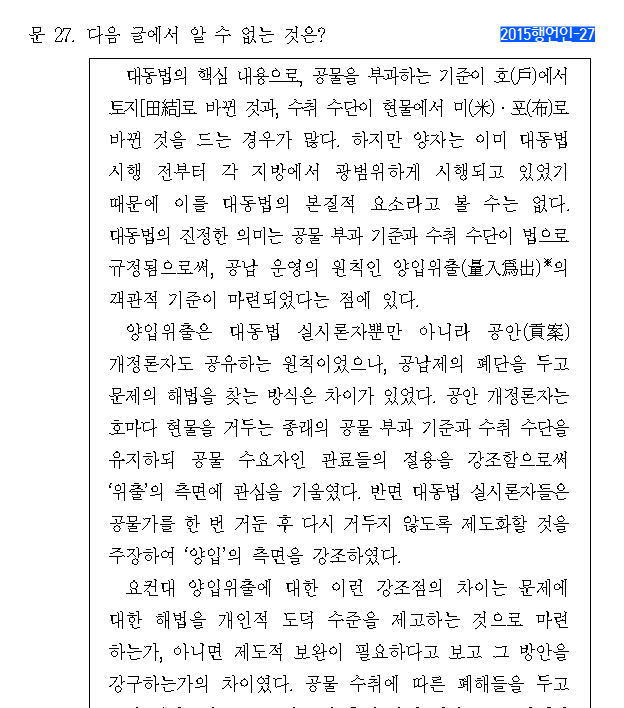 문 27. 다음 글에서 알 수 없는 것은?
2015행언인-27
대동법의 핵심 내용으로, 공물을 부과하는 기준이 호(戶)에서
토지[田結]로 바뀐 것과, 수취 수단이 현물에서 미(米)·포(布)로
바뀐 것을 드는 경우가 많다. 하지만 양자는 이미 대동법
시행 전부터 각 지방에서 광범위하게 시행되고 있었기
때문에 이를 대동법의 본질적 요소라고 볼 수는 없다.
대동법의 진정한 의미는 공물 부과 기준과 수취 수단이 법으로
규정됨으로써, 공납 운영의 원칙인 양입위출(量入爲出)*의
객관적 기준이 마련되었다는 점에 있다.
양입위출은 대동법 실시론자뿐만 아니라 공안(貢案)
개정론자도 공유하는 원칙이었으나, 공납제의 폐단을 두고
문제의 해법을 찾는 방식은 차이가 있었다. 공안 개정론자는
호마다 현물을 거두는 종래의 공물 부과 기준과 수취 수단을
유지하되 공물 수요자인 관료들의 절용을 강조함으로써
‘위출’의 측면에 관심을 기울였다. 반면 대동법 실시론자들은
공물가를 한 번 거둔 후 다시 거두지 않도록 제도화할 것을
주장하여 ‘양입’의 측면을 강조하였다.
요컨대 양입위출에 대한 이런 강조점의 차이는 문제에
대한 해법을 개인적 도덕 수준을 제고하는 것으로 마련
하는가, 아니면 제도적 보완이 필요하다고 보고 그 방안을
강구하는가의 차이였다. 공물 수취에 따른 폐해들을 두고